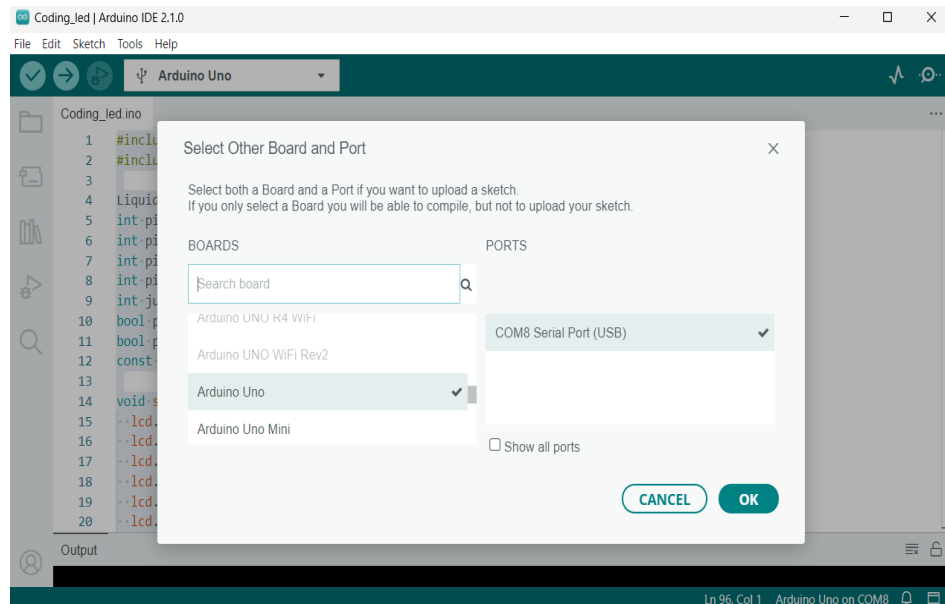 Coding_led | Arduino IDE 2.1.0
File Edit Sketch Tools Help
Arduino Uno
Coding_led.ino
Select Other Board and Port
Select both a Board and a Port if you want to upload a sketch.
If you only select a Board you will be able to compile, but not to upload your sketch.
BOARDS PORTS
Search board
Arduino UNO R4 WiFi
COM8 Serial Port (USB)
Arduino UNO WiFi Rev2
Arduino Uno
Arduino Uno Mini
Show all ports
CANCEL OK
1 #inclu
2 #inclu
3
4 Liquid
5 int pi
6 int pi
7 int pi
8 int pi
9 int ju
10 bool p
11 bool p
12 const
13
14 void s
15 lcd.
16 lcd.
17 lcd.
18 lcd.
19 lcd.
20 lcd.
Output
Ln 96, Col 1 Arduino Uno on COM8